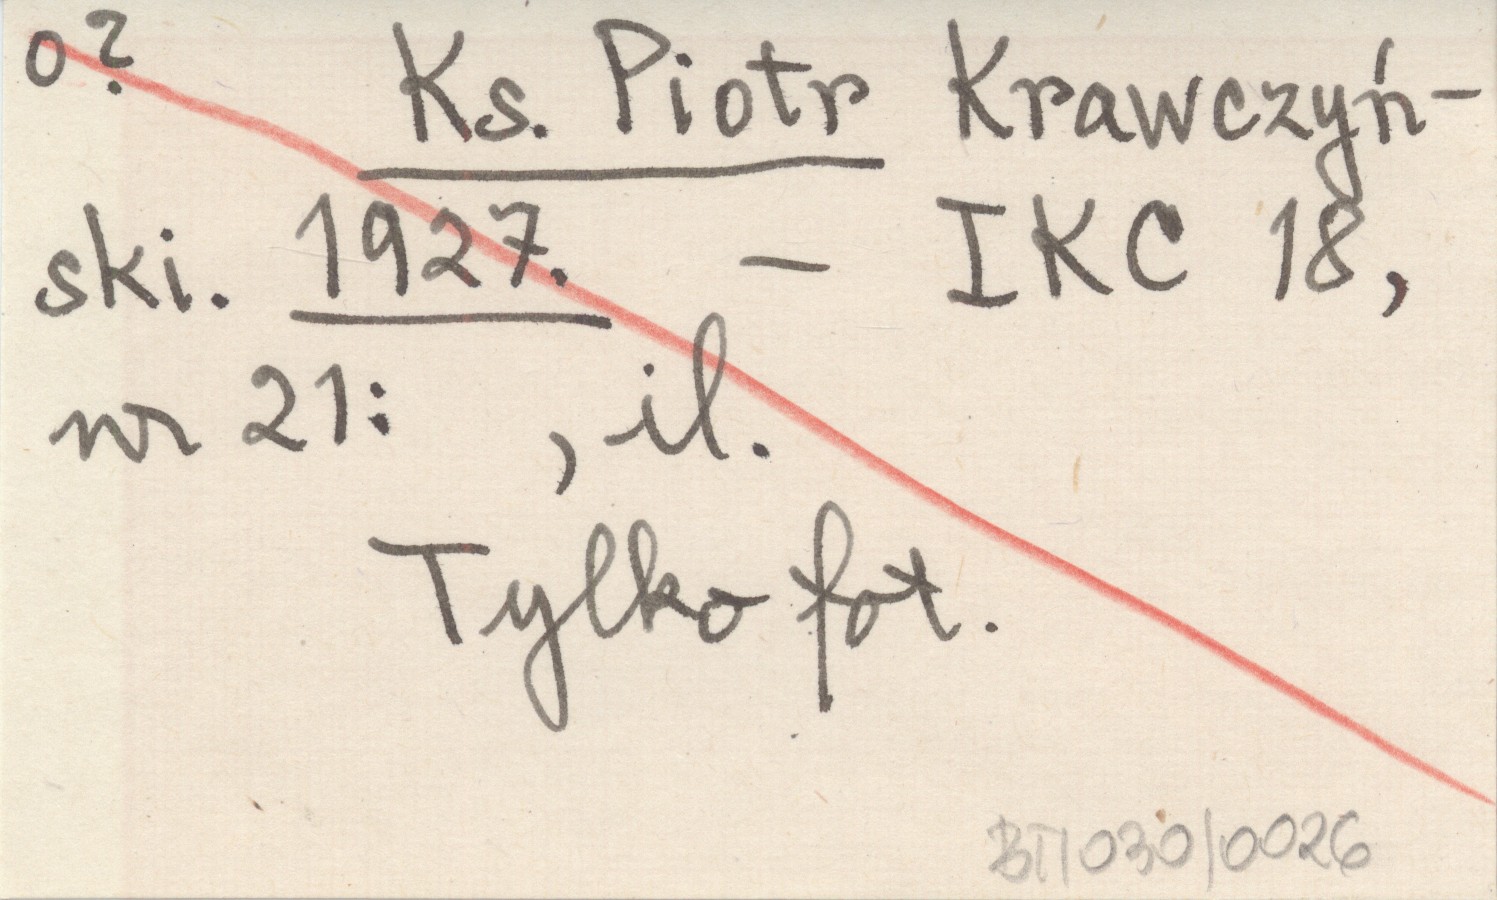 o? Ks. Piotr Krawczyń-
ski. 1927. — IKC 18,
nr 21: , il.
Tylko fot.
BT/030/0026